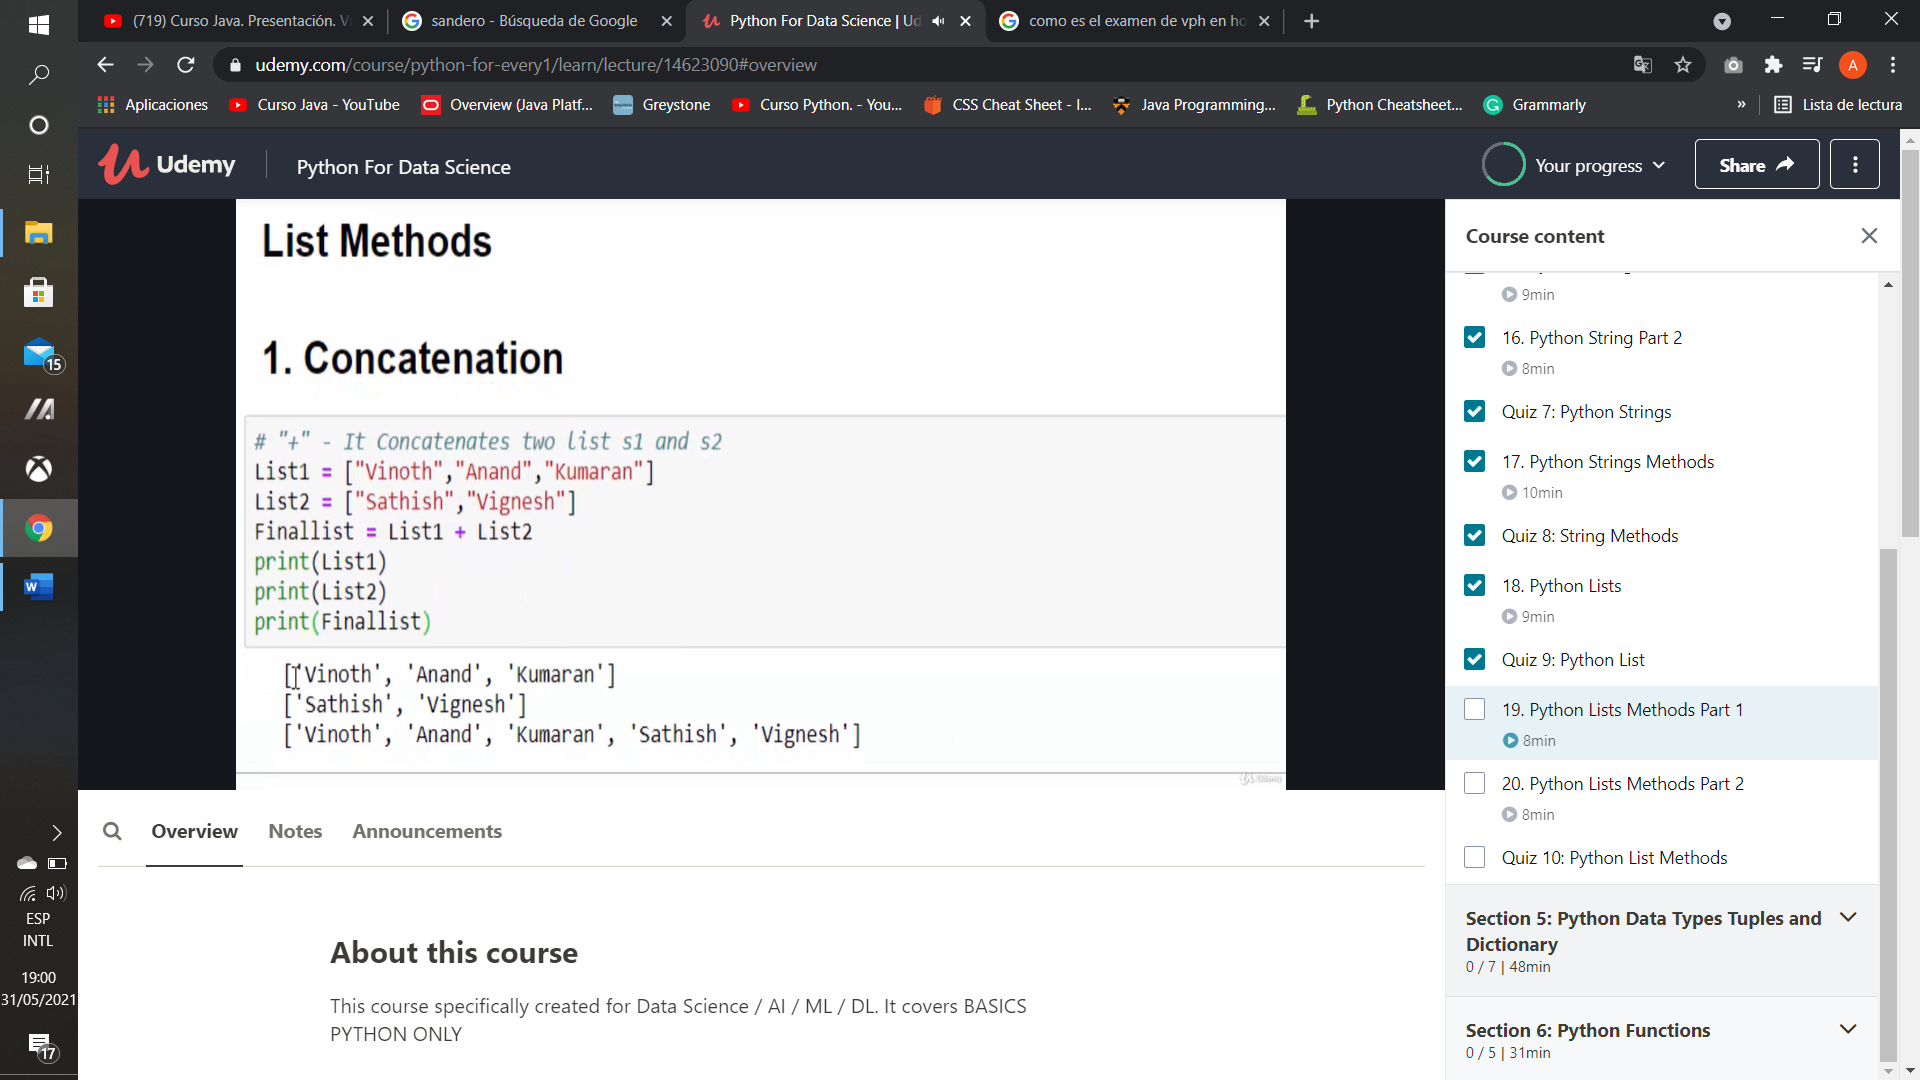 (719) Curso Java. Presentación. V
sandero - Búsqueda de Google
Python For Data Science | Ud
como es el examen de vph en ho
udemy.com/course/python-for-every1/learn/lecture/14623090#overview
A
Aplicaciones
Curso Java - YouTube
Overview (Java Platf...
Greystone
Curso Python. - You...
CSS Cheat Sheet - I...
Java Programming...
Python Cheatsheet...
Grammarly
»
Lista de lectura
Udemy
Python For Data Science
Your progress
Share
List Methods
1. Concatenation
# "+" - It Concatenates two list s1 and s2
List1 = ["Vinoth","Anand","Kumaran"]
List2 = ["Sathish","Vignesh"]
Finallist = List1 + List2
print(List1)
print(List2)
print(Finallist)
['Vinoth', 'Anand', 'Kumaran']
['Sathish', 'Vignesh']
['Vinoth', 'Anand', 'Kumaran', 'Sathish', 'Vignesh']
Udemy
Overview
Notes
Announcements
About this course
This course specifically created for Data Science / AI / ML / DL. It covers BASICS
PYTHON ONLY
Course content
9min
16. Python String Part 2
8min
Quiz 7: Python Strings
17. Python Strings Methods
10min
Quiz 8: String Methods
18. Python Lists
9min
Quiz 9: Python List
19. Python Lists Methods Part 1
8min
20. Python Lists Methods Part 2
8min
Quiz 10: Python List Methods
Section 5: Python Data Types Tuples and
Dictionary
0 / 7 | 48min
Section 6: Python Functions
0 / 5 | 31min
15
W
ESP
INTL
19:00
31/05/2021
17